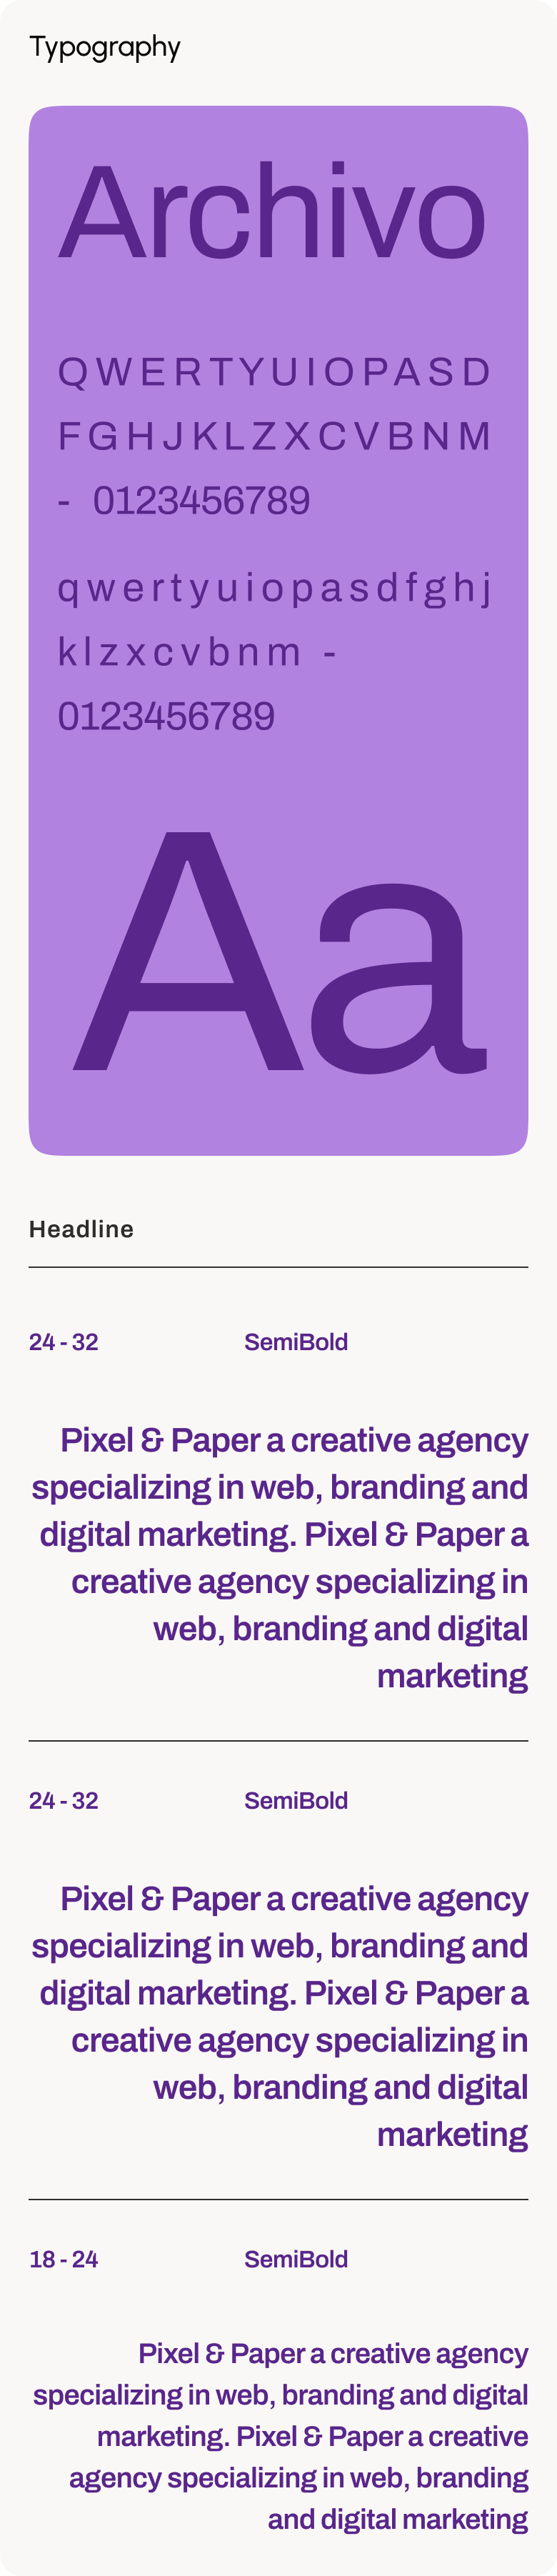 Typography
Archivo
QWERTYUIOPASD
FGHJKLZXCVBNM
- 0123456789
qwertyuiopasdfghj
klzxcvbnm -
0123456789
Aa
Headline
24 - 32 SemiBold
Pixel & Paper a creative agency
specializing in web, branding and
digital marketing. Pixel & Paper a
creative agency specializing in
web, branding and digital
marketing
24 - 32 SemiBold
Pixel & Paper a creative agency
specializing in web, branding and
digital marketing. Pixel & Paper a
creative agency specializing in
web, branding and digital
marketing
18 - 24 SemiBold
Pixel & Paper a creative agency
specializing in web, branding and digital
marketing. Pixel & Paper a creative
agency specializing in web, branding
and digital marketing